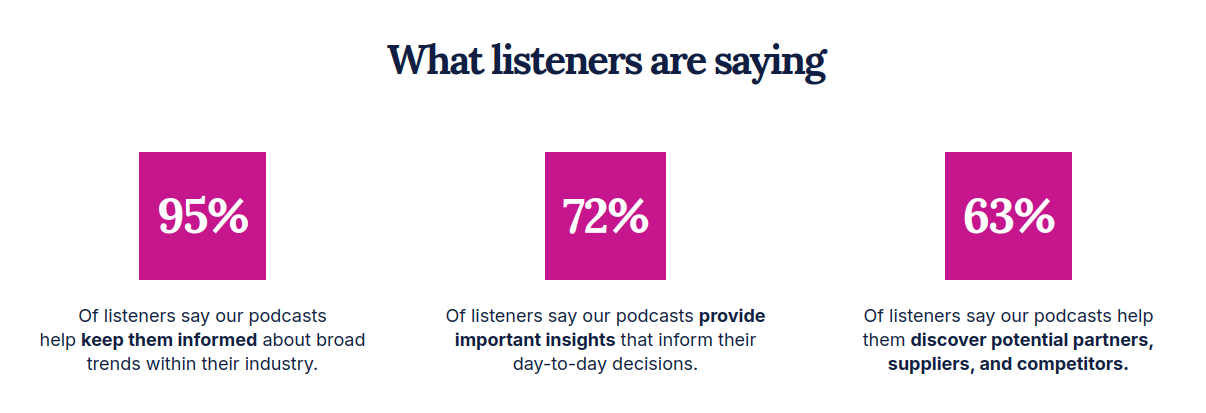 What listeners are saying
95%
72%
63%
Of listeners say our podcasts
help keep them informed about broad
trends within their industry.
Of listeners say our podcasts provide
important insights that inform their
day-to-day decisions.
Of listeners say our podcasts help
them discover potential partners,
suppliers, and competitors.